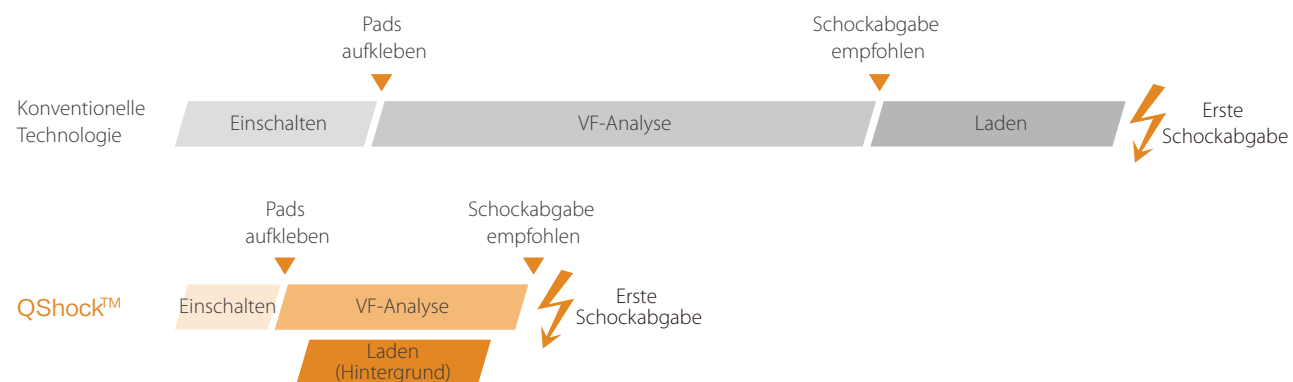 Pads
aufkleben
Schockabgabe
empfohlen
Konventionelle
Technologie
Einschalten
VF-Analyse
Laden
Erste
Schockabgabe
Pads
aufkleben
Schockabgabe
empfohlen
QShock™
Einschalten
VF-Analyse
Erste
Schockabgabe
Laden
(Hintergrund)